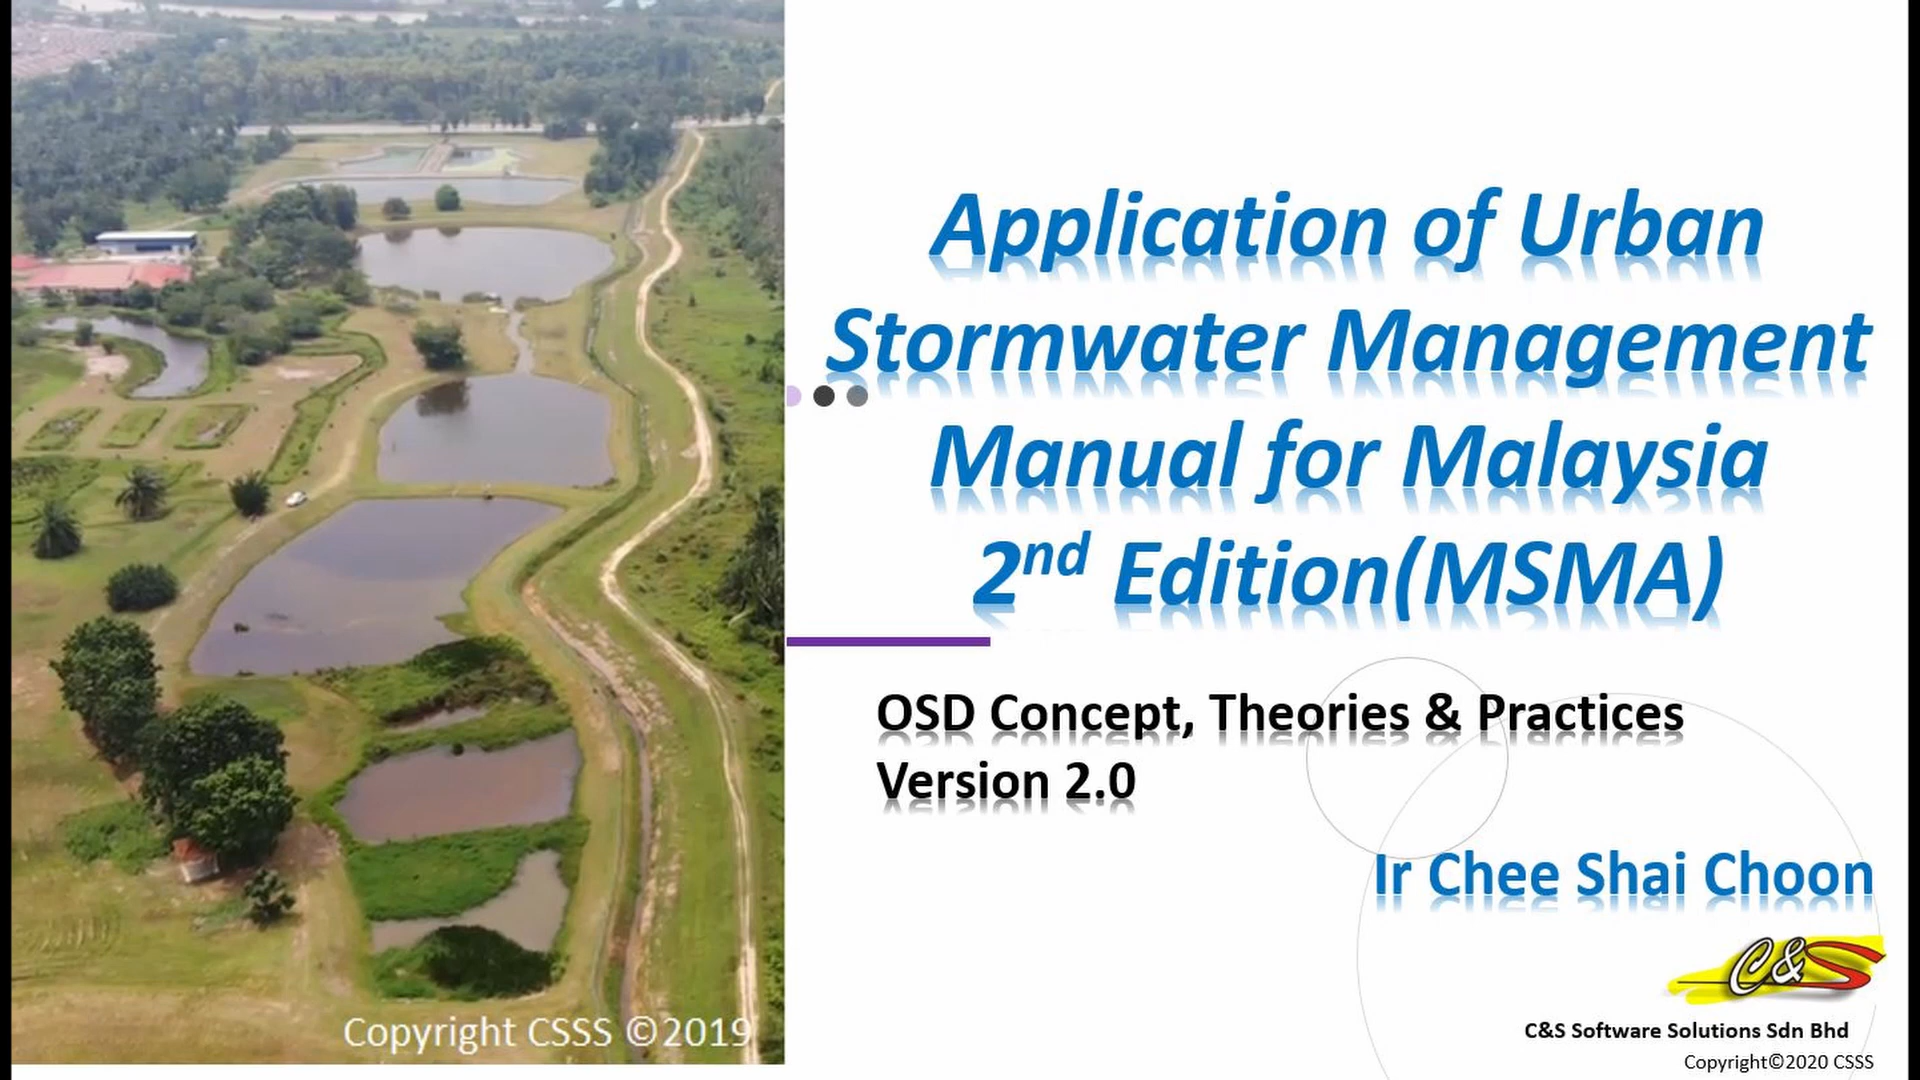 Application of Urban
Stormwater Management
Manual for Malaysia
2nd Edition(MSMA)
OSD Concept, Theories & Practices
Version 2.0
Ir Chee Shai Choon
C&S
C&S Software Solutions Sdn Bhd
Copyright©2020 CSSS
Copyright CSSS ©2019